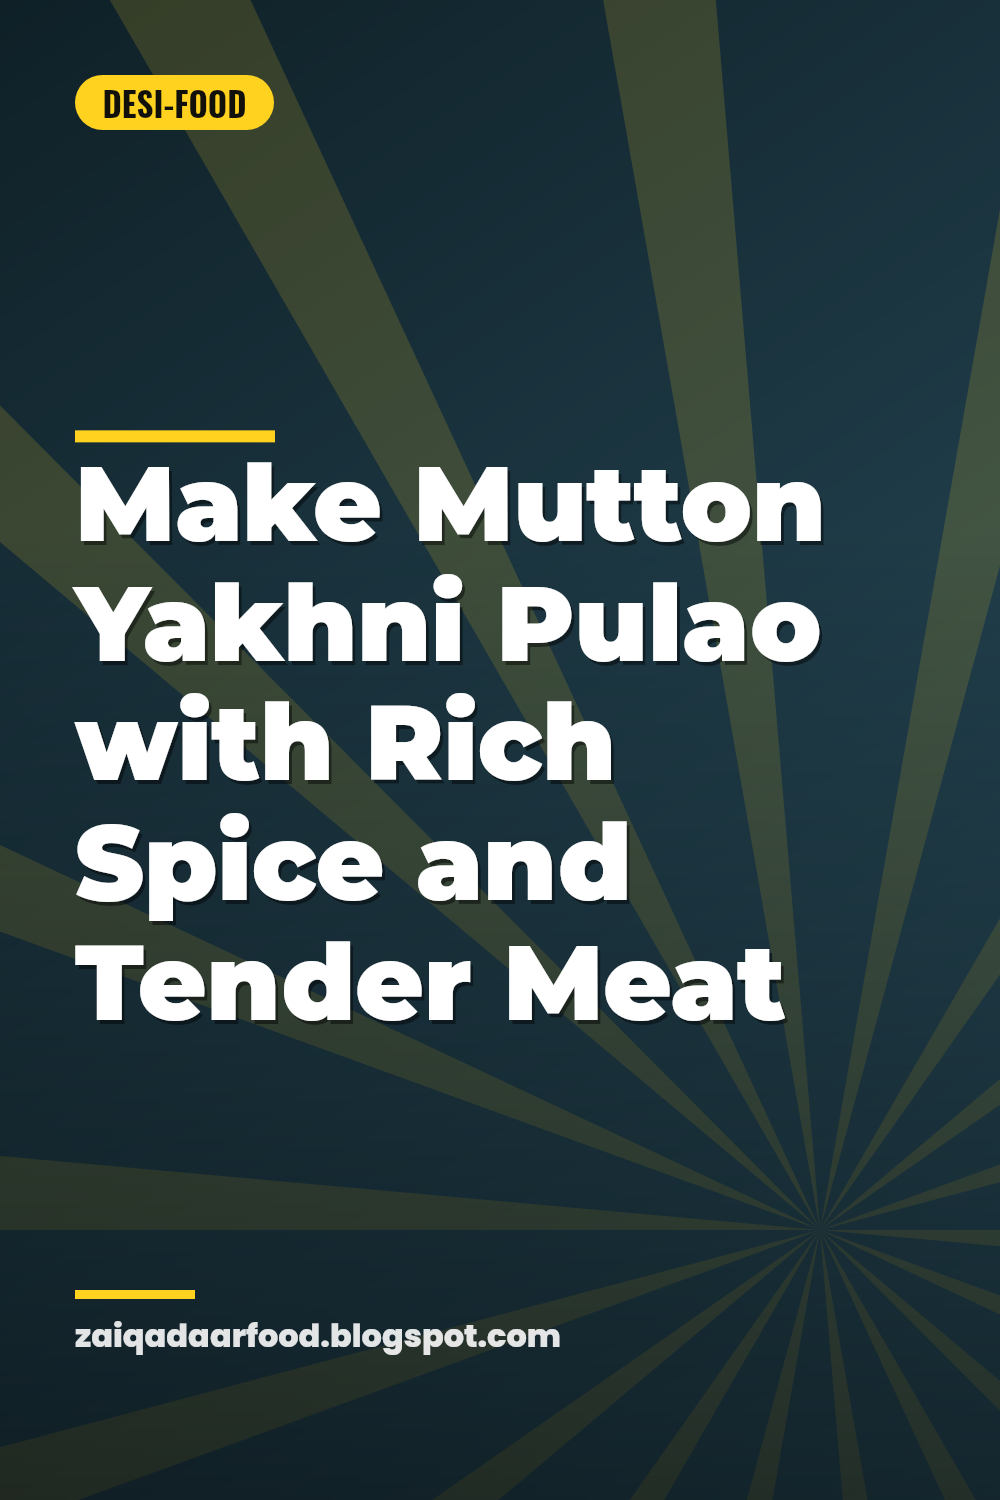 DESI-FOOD
Make Mutton
Yakhni Pulao
with Rich
Spice and
Tender Meat
zaiqadaarfood.blogspot.com